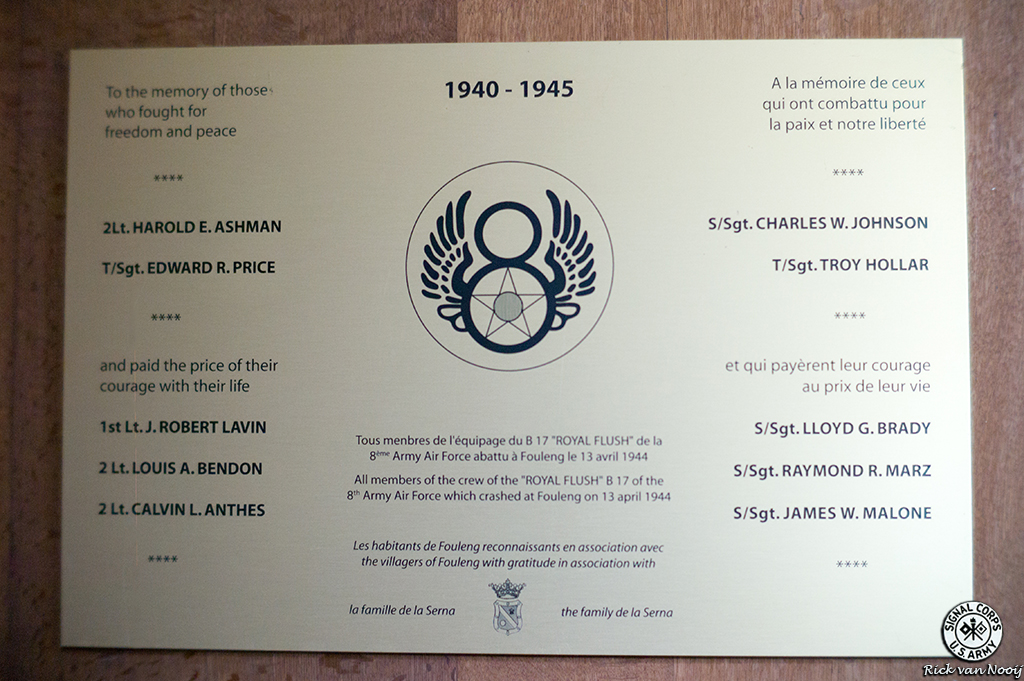 To the memory of those
who fought for
freedom and peace
****
2Lt. HAROLD E. ASHMAN
T/Sgt. EDWARD R. PRICE
****
and paid the price of their
courage with their life
1st Lt. J. ROBERT LAVIN
2 Lt. LOUIS A. BENDON
2 Lt. CALVIN L. ANTHES
****
1940 - 1945
Tous menbres de l'équipage du B 17 "ROYAL FLUSH" de la
8ème Army Air Force abattu à Fouleng le 13 avril 1944
All members of the crew of the "ROYAL FLUSH" B 17 of the
8th Army Air Force which crashed at Fouleng on 13 april 1944
Les habitants de Fouleng reconnaissants en association avec
the villagers of Fouleng with gratitude in association with
la famille de la Serna
the family de la Serna
A la mémoire de ceux
qui ont combattu pour
la paix et notre liberté
****
S/Sgt. CHARLES W. JOHNSON
T/Sgt. TROY HOLLAR
****
et qui payèrent leur courage
au prix de leur vie
S/Sgt. LLOYD G. BRADY
S/Sgt. RAYMOND R. MARZ
S/Sgt. JAMES W. MALONE
****
SIGNAL CORPS
U.S. ARMY
Rick van Nooij